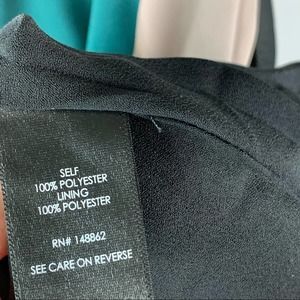 SELF
100% POLYESTER
LINING
100% POLYESTER
RN# 148862
SEE CARE ON REVERSE